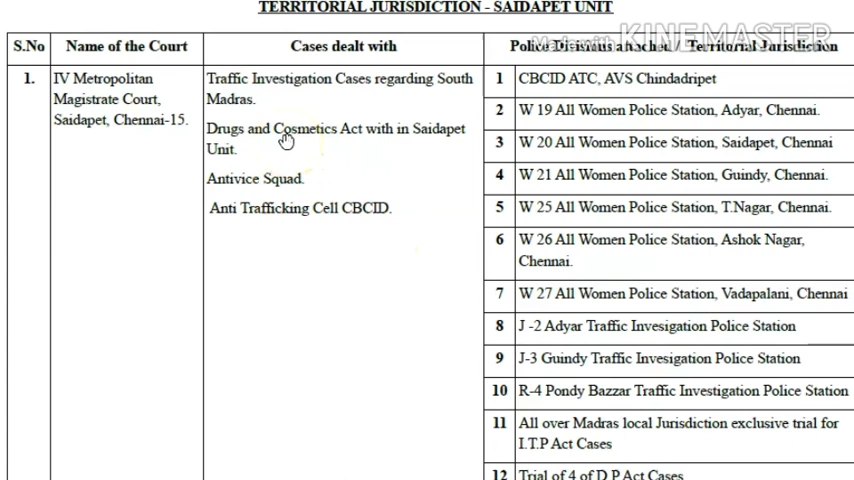 TERRITORIAL JURISDICTION - SAIDAPET UNIT
Made with KINEMASTER
S.No Name of the Court Cases dealt with Police Divisions attached / Territorial Jurisdiction
1. IV Metropolitan
Magistrate Court,
Saidapet, Chennai-15.
Traffic Investigation Cases regarding South
Madras.
Drugs and Cosmetics Act with in Saidapet
Unit.
Antivice Squad.
Anti Trafficking Cell CBCID.
1 CBCID ATC, AVS Chindadripet
2 W 19 All Women Police Station, Adyar, Chennai.
3 W 20 All Women Police Station, Saidapet, Chennai
4 W 21 All Women Police Station, Guindy, Chennai.
5 W 25 All Women Police Station, T.Nagar, Chennai.
6 W 26 All Women Police Station, Ashok Nagar,
Chennai.
7 W 27 All Women Police Station, Vadapalani, Chennai
8 J -2 Adyar Traffic Invesigation Police Station
9 J-3 Guindy Traffic Invesigation Police Station
10 R-4 Pondy Bazzar Traffic Investigation Police Station
11 All over Madras local Jurisdiction exclusive trial for
I.T.P Act Cases
12 Trial of 4 of D.P Act Cases